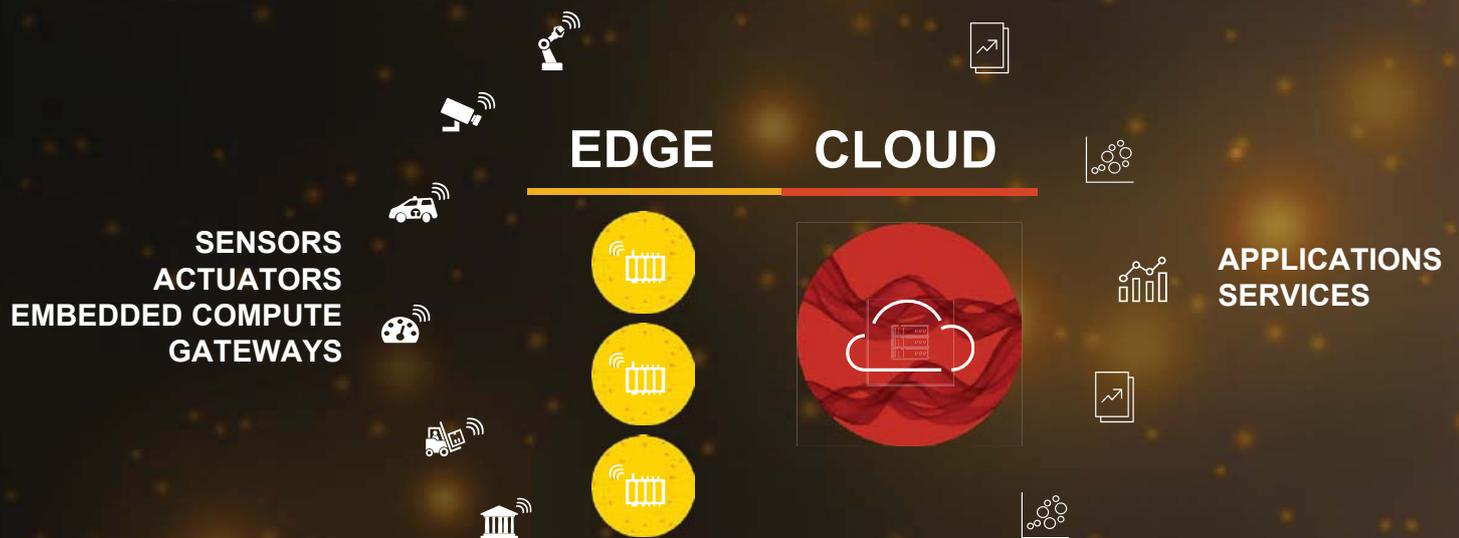 EDGE
CLOUD
SENSORS
ACTUATORS
EMBEDDED COMPUTE
GATEWAYS
APPLICATIONS
SERVICES